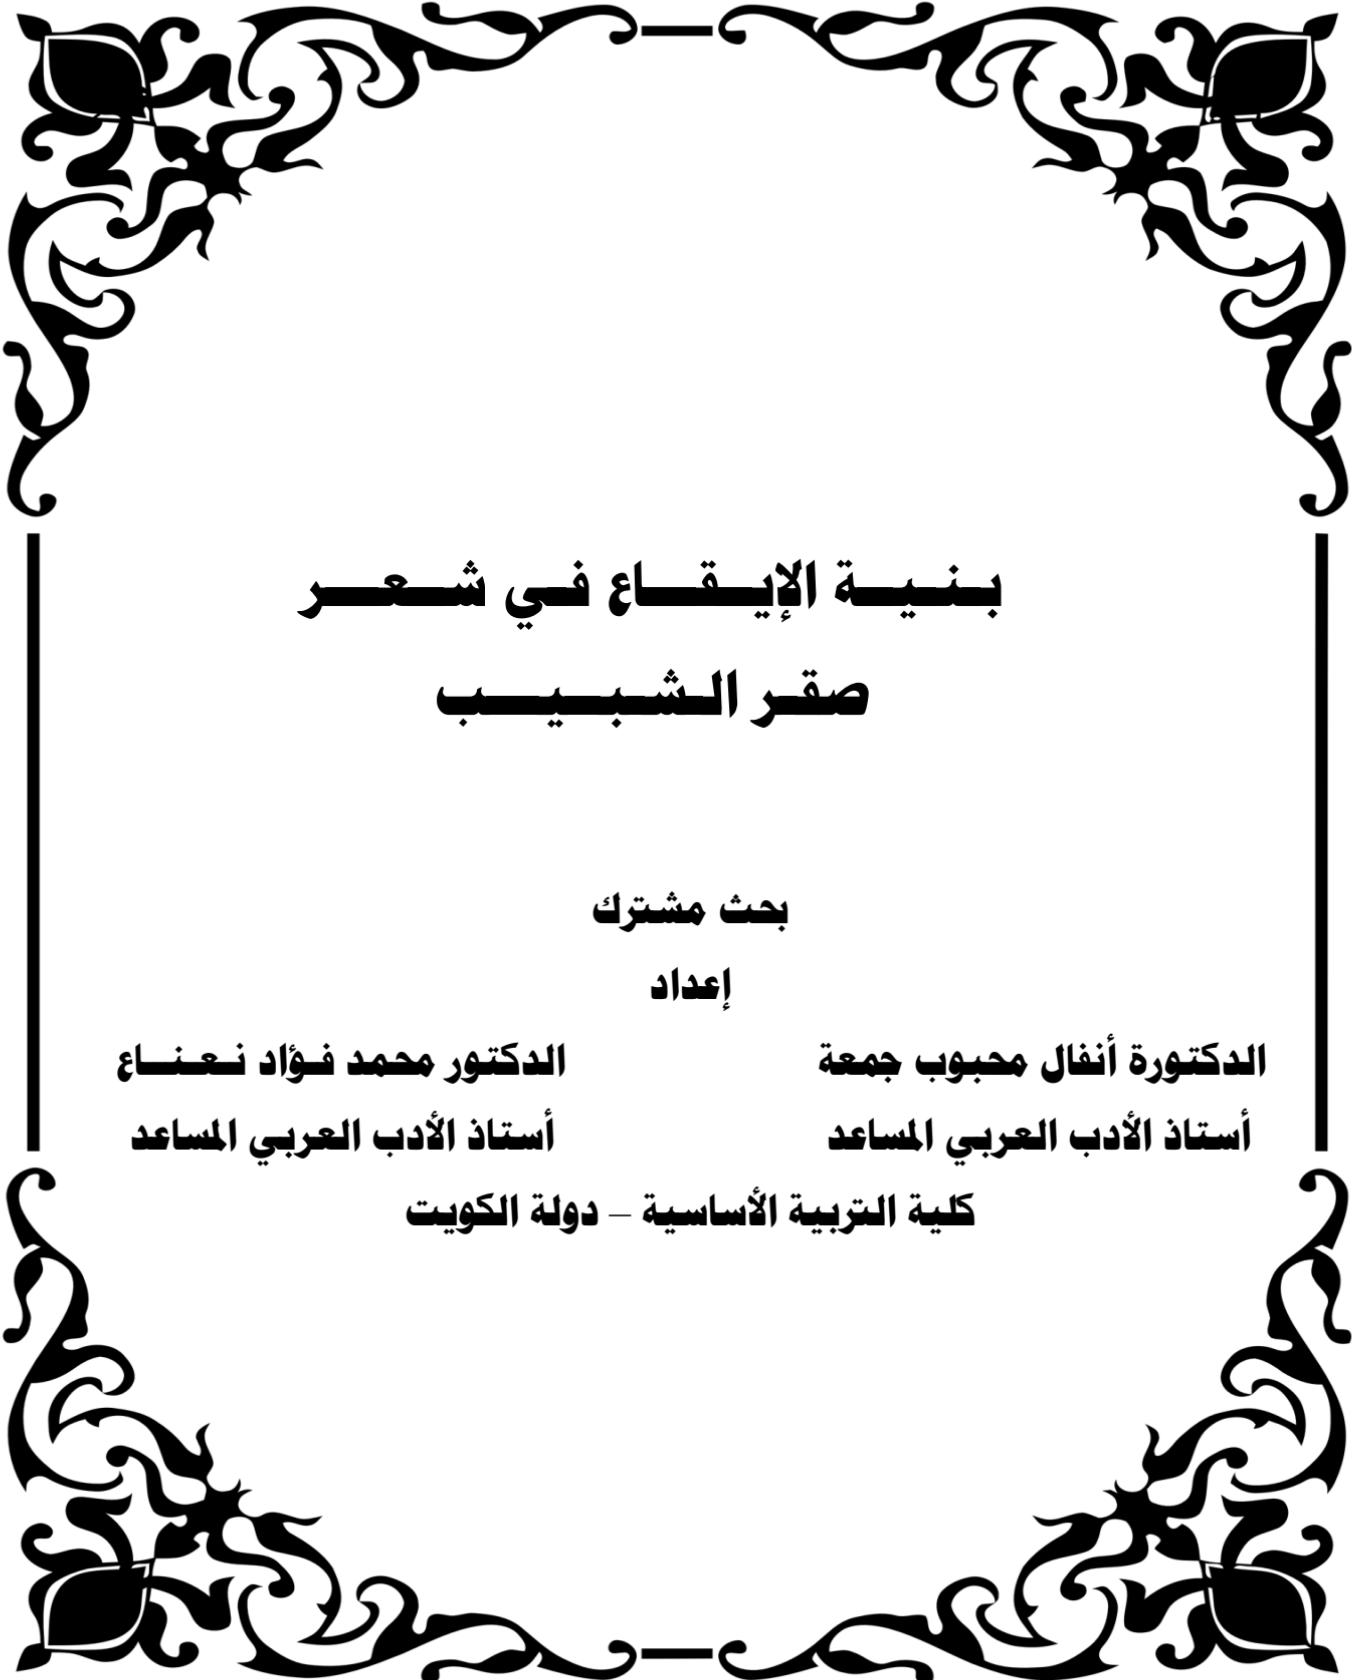 بنية الإيقاع في شعر
صقر الشبيب
بحث مشترك
إعداد
الدكتورة أنفال محبوب جمعة
الدكتور محمد فؤاد نعناع
أستاذ الأدب العربي المساعد
أستاذ الأدب العربي المساعد
كلية التربية الأساسية – دولة الكويت